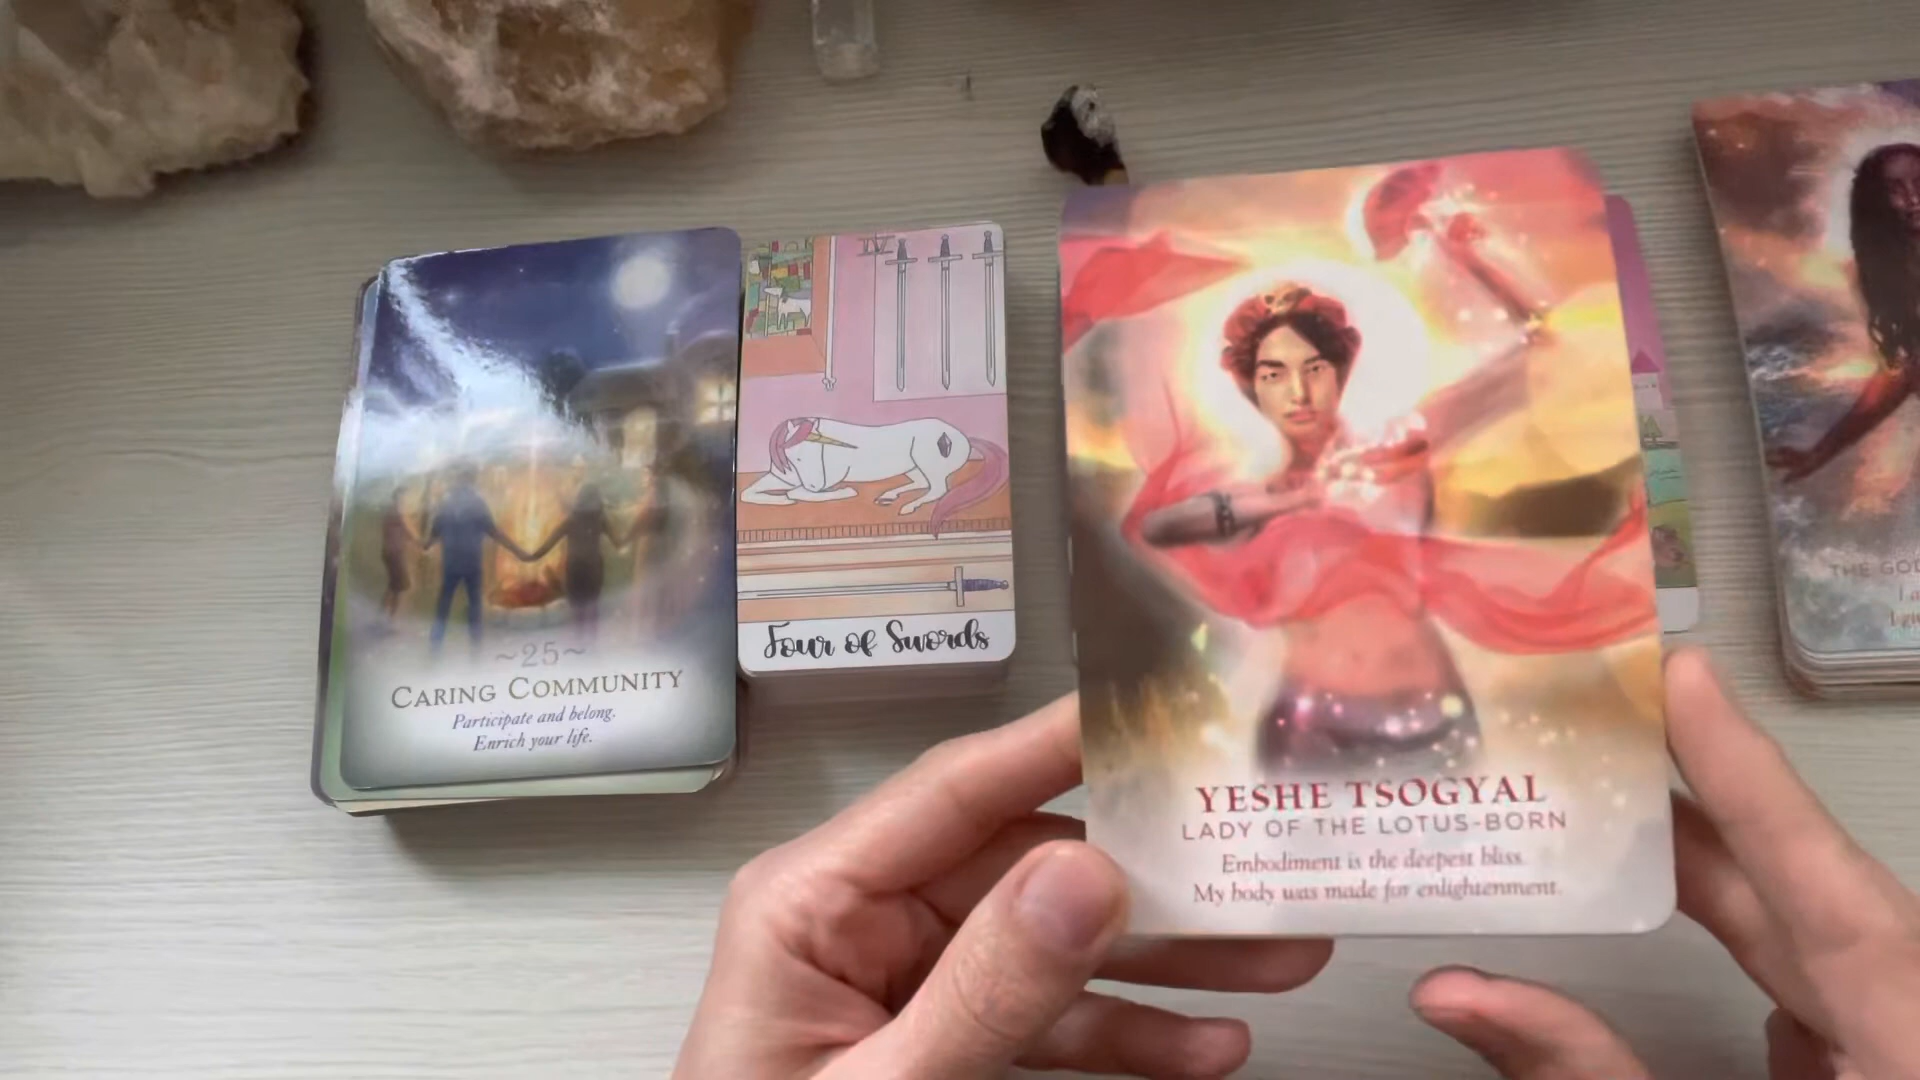 ~25~
CARING COMMUNITY
Participate and belong.
Enrich your life.
IV
Four of Swords
YESHE TSOGYAL
LADY OF THE LOTUS-BORN
Embodiment is the deepest bliss.
My body was made for enlightenment.
THE GOD
I a